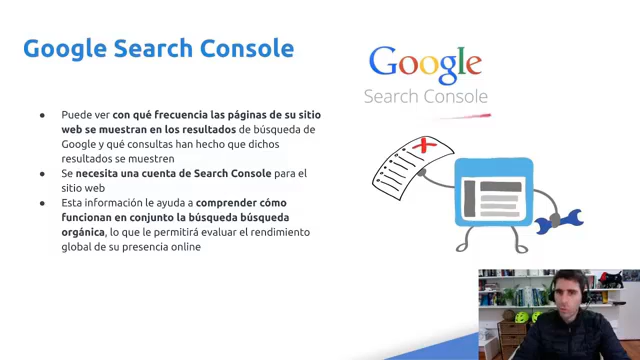 Google Search Console
Google
Search Console
● Puede ver con qué frecuencia las páginas de su sitio
web se muestran en los resultados de búsqueda de
Google y qué consultas han hecho que dichos
resultados se muestren
● Se necesita una cuenta de Search Console para el
sitio web
● Esta información le ayuda a comprender cómo
funcionan en conjunto la búsqueda búsqueda
orgánica, lo que le permitirá evaluar el rendimiento
global de su presencia online